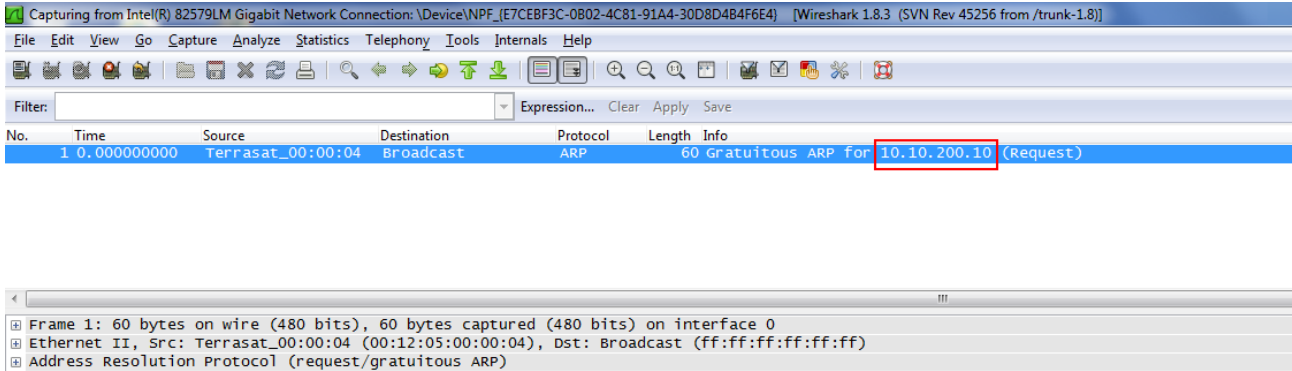 Capturing from Intel(R) 82579LM Gigabit Network Connection: \Device\NPF_{E7CEBF3C-0B02-4C81-91A4-30D8D4B4F6E4} [Wireshark 1.8.3 (SVN Rev 45256 from /trunk-1.8)]
File Edit View Go Capture Analyze Statistics Telephony Tools Internals Help
Filter: Expression... Clear Apply Save
No. Time Source Destination Protocol Length Info
1 0.000000000 Terrasat_00:00:04 Broadcast ARP 60 Gratuitous ARP for 10.10.200.10 (Request)
Frame 1: 60 bytes on wire (480 bits), 60 bytes captured (480 bits) on interface 0
Ethernet II, Src: Terrasat_00:00:04 (00:12:05:00:00:04), Dst: Broadcast (ff:ff:ff:ff:ff:ff)
Address Resolution Protocol (request/gratuitous ARP)